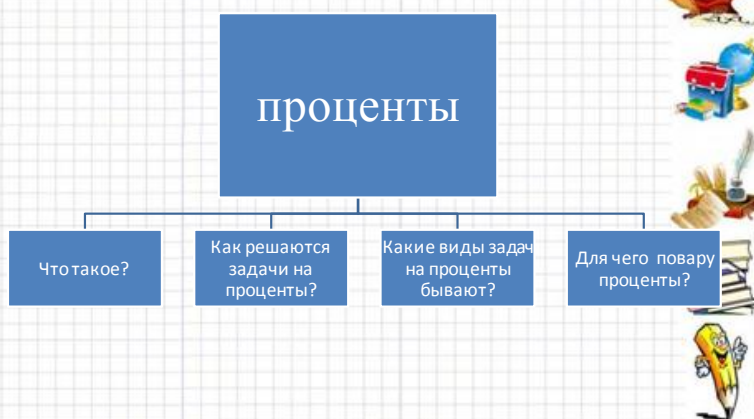 проценты
Что такое?
Как решаются
задачи на
проценты?
Какие виды задач
на проценты
бывают?
Для чего повару
проценты?